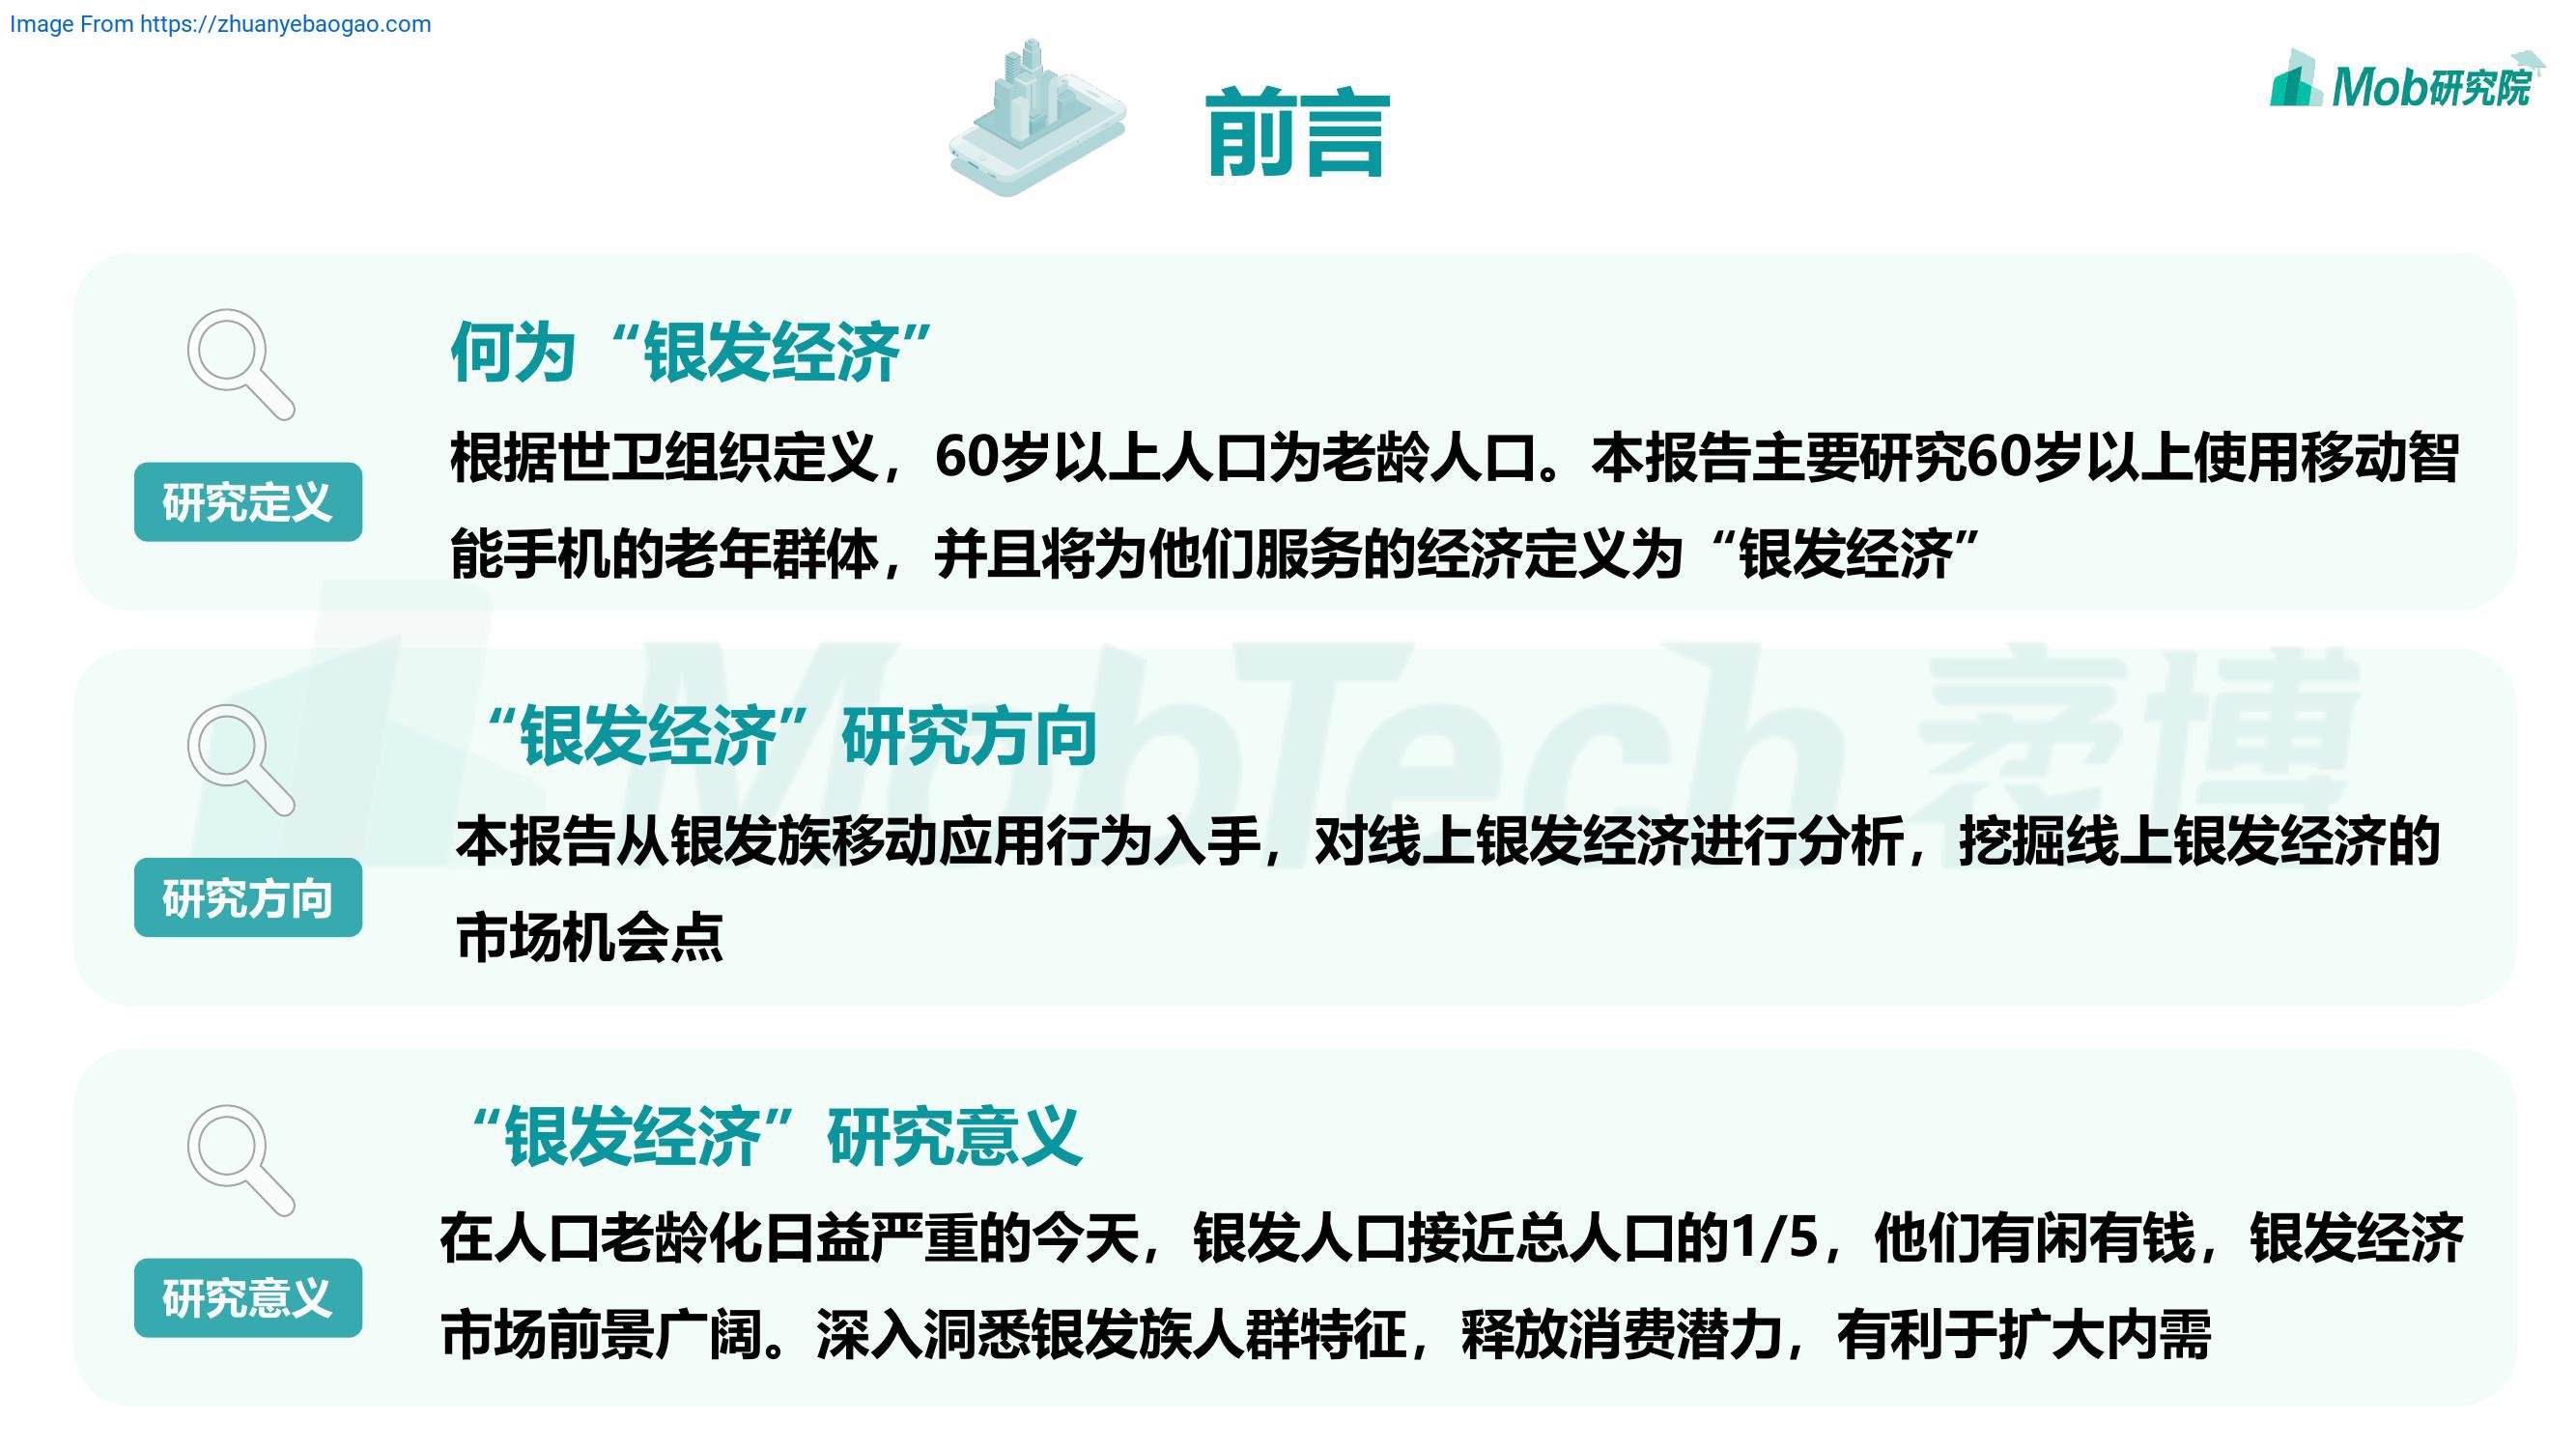 Image From https://zhuanyebaogao.com
Mob研究院
前言
何为“银发经济”
根据世卫组织定义，60岁以上人口为老龄人口。本报告主要研究60岁以上使用移动智
能手机的老年群体，并且将为他们服务的经济定义为“银发经济”
研究定义
“银发经济”研究方向
本报告从银发族移动应用行为入手，对线上银发经济进行分析，挖掘线上银发经济的
市场机会点
研究方向
“银发经济”研究意义
在人口老龄化日益严重的今天，银发人口接近总人口的1/5，他们有闲有钱，银发经济
市场前景广阔。深入洞悉银发族人群特征，释放消费潜力，有利于扩大内需
研究意义
MobTech 袤博